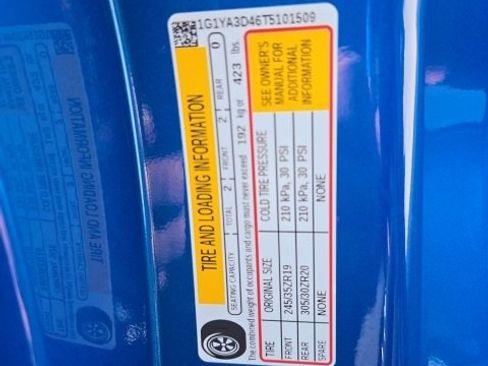 1G1YA3D46T5101509
TIRE AND LOADING INFORMATION
SEATING CAPACITY TOTAL 2 FRONT 2 REAR 0
The combined weight of occupants and cargo must never exceed 192 kg or 423 lbs.
TIRE ORIGINAL SIZE COLD TIRE PRESSURE
FRONT 245/35ZR19 210 kPa, 30 PSI
REAR 305/30ZR20 210 kPa, 30 PSI
SPARE NONE NONE
SEE OWNER'S
MANUAL FOR
ADDITIONAL
INFORMATION